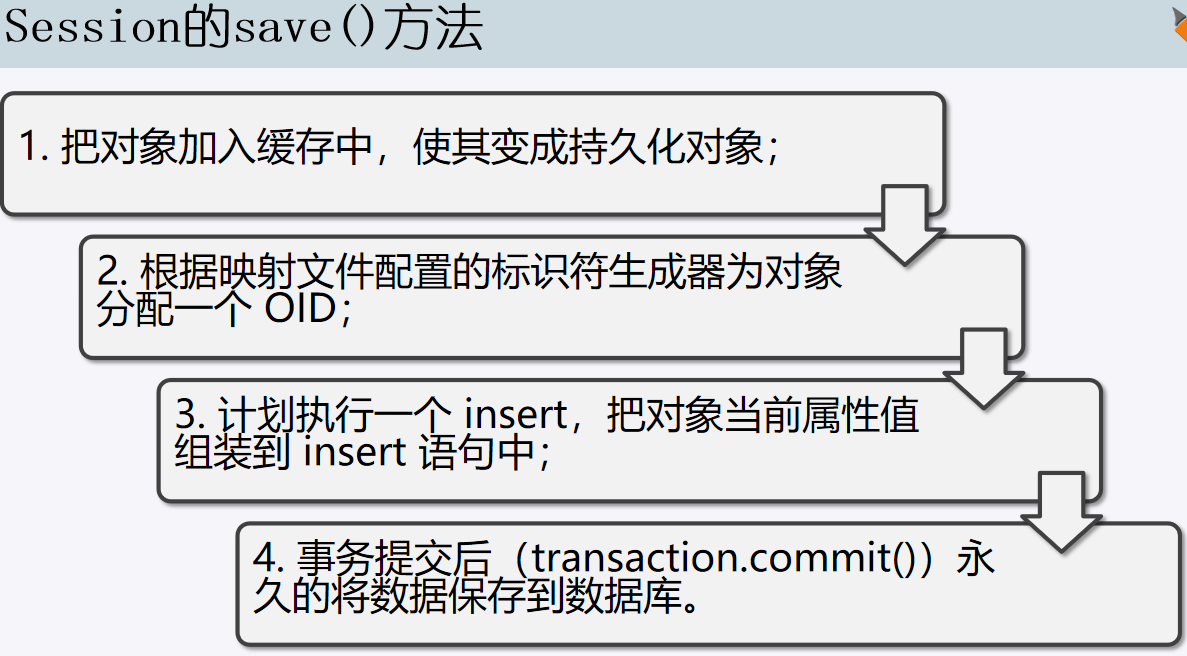 Session的save()方法
1. 把对象加入缓存中，使其变成持久化对象；
2. 根据映射文件配置的标识符生成器为对象
分配一个 OID；
3. 计划执行一个 insert，把对象当前属性值
组装到 insert 语句中；
4. 事务提交后（transaction.commit()）永
久的将数据保存到数据库。